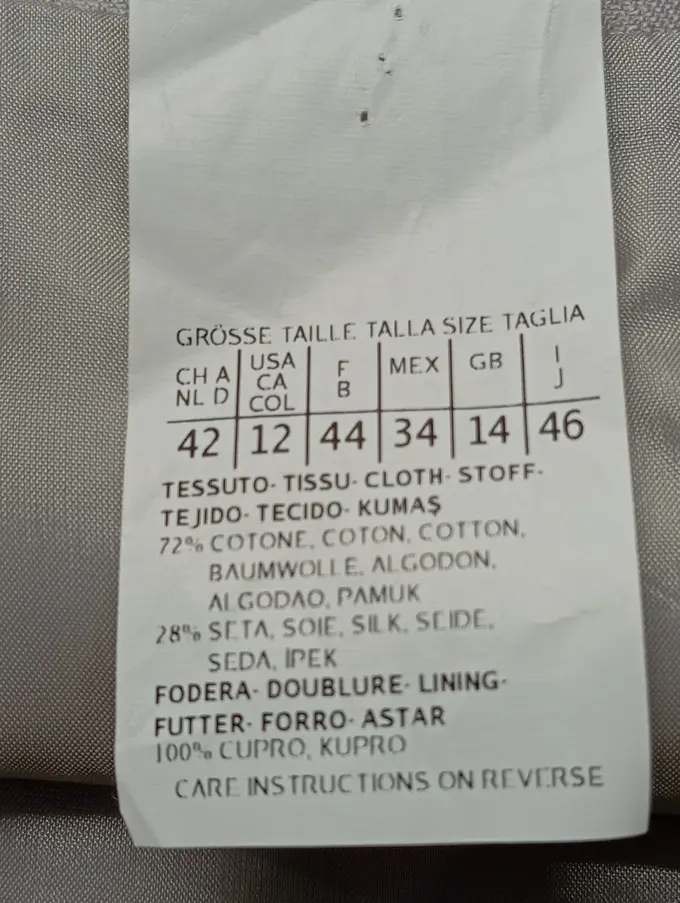 GRÖSSE TAILLE TALLA SIZE TAGLIA
CH A NL D | USA CA COL | F B | MEX | GB | I J
42 | 12 | 44 | 34 | 14 | 46
TESSUTO- TISSU- CLOTH- STOFF-
TEJIDO- TECIDO- KUMAŞ
72% COTONE, COTON, COTTON,
BAUMWOLLE, ALGODON,
ALGODAO, PAMUK
28% SETA, SOIE, SILK, SEIDE,
SEDA, İPEK
FODERA- DOUBLURE- LINING-
FUTTER- FORRO- ASTAR
100% CUPRO, KUPRO
CARE INSTRUCTIONS ON REVERSE